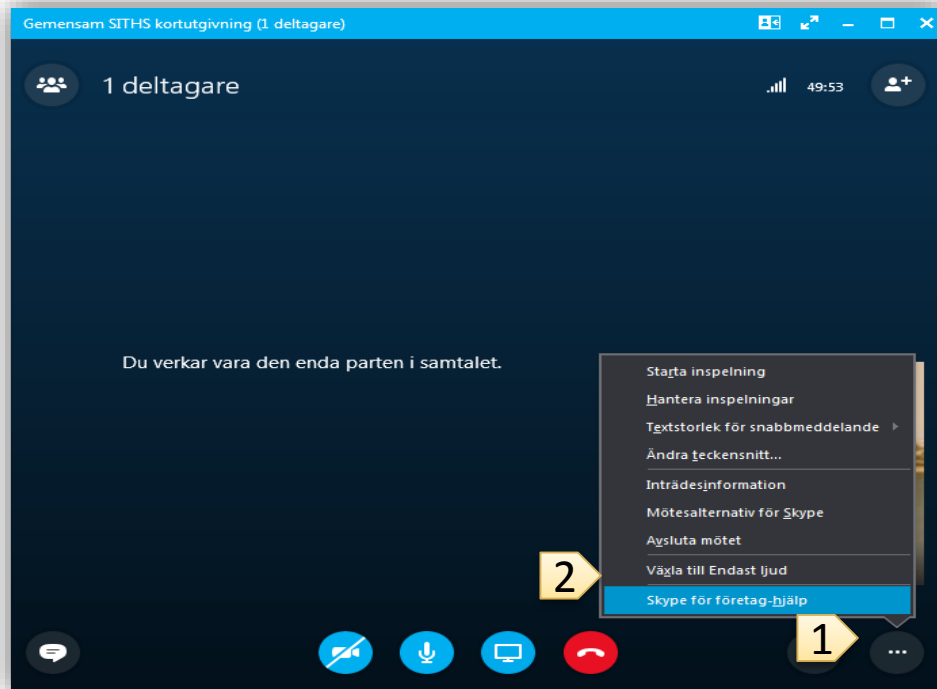 Gemensam SITHS kortutgivning (1 deltagare)
1 deltagare
49:53
Du verkar vara den enda parten i samtalet.
Starta inspelning
Hantera inspelningar
Textstorlek för snabbmeddelande
Ändra teckensnitt...
Inträdesinformation
Mötesalternativ för Skype
Avsluta mötet
Växla till Endast ljud
2
Skype för företag-hjälp
1